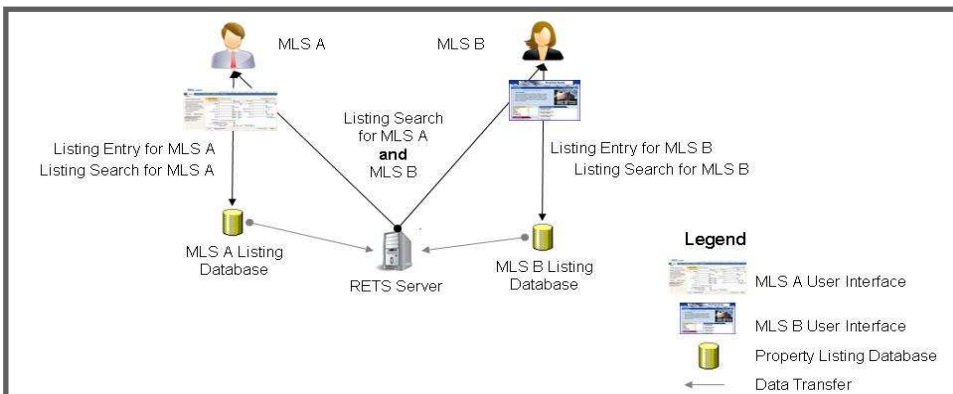 MLS A
MLS B
Listing Search
for MLS A
and
MLS B
Listing Entry for MLS A
Listing Search for MLS A
Listing Entry for MLS B
Listing Search for MLS B
MLS A Listing
Database
RETS Server
MLS B Listing
Database
Legend
MLS A User Interface
MLS B User Interface
Property Listing Database
Data Transfer